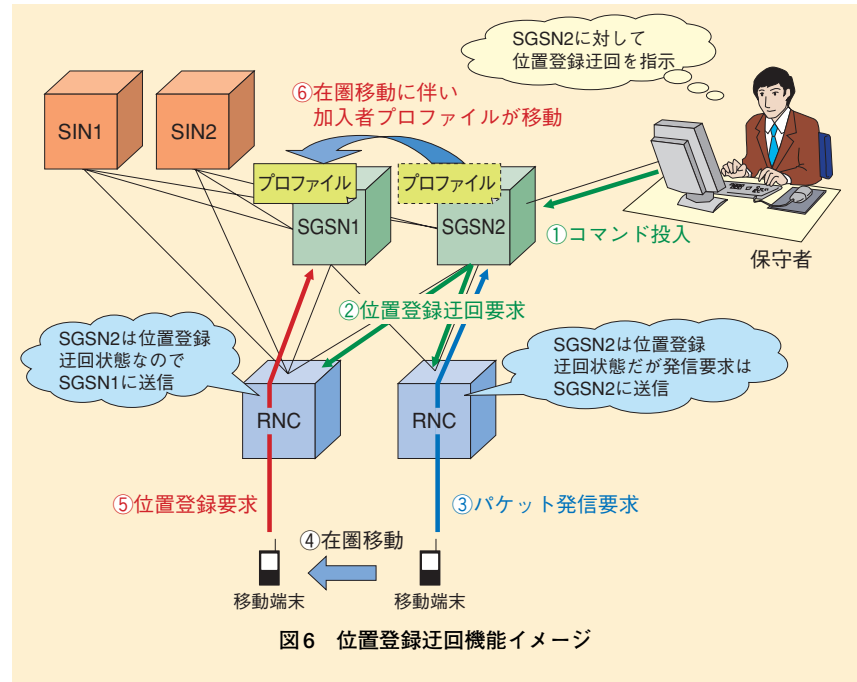 SGSN2に対して
位置登録迂回を指示
⑥在圏移動に伴い
加入者プロファイルが移動
SIN1
SIN2
プロファイル
プロファイル
SGSN1
SGSN2
①コマンド投入
保守者
②位置登録迂回要求
SGSN2は位置登録
迂回状態なので
SGSN1に送信
SGSN2は位置登録
迂回状態だが発信要求は
SGSN2に送信
RNC
RNC
⑤位置登録要求
③パケット発信要求
④在圏移動
移動端末
移動端末
図6 位置登録迂回機能イメージ